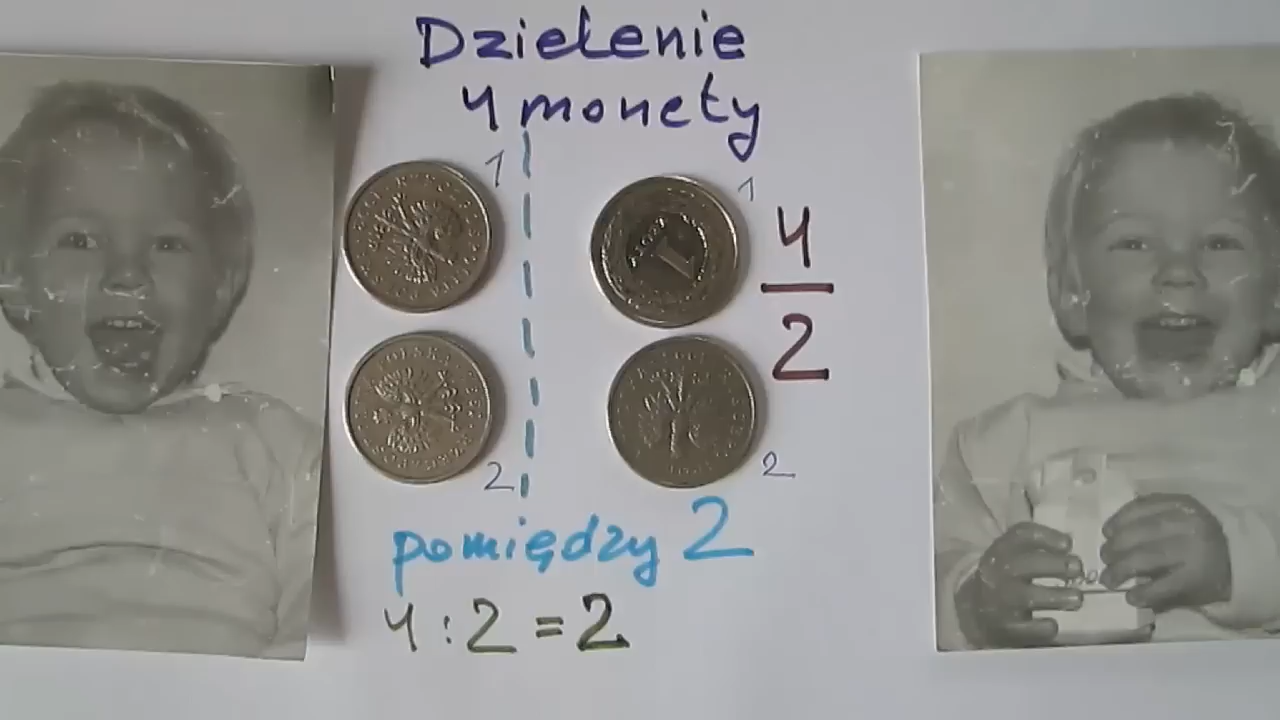 Dzielenie
4 monety
1
1
4
2
2
2
pomiędzy 2
4 : 2 = 2